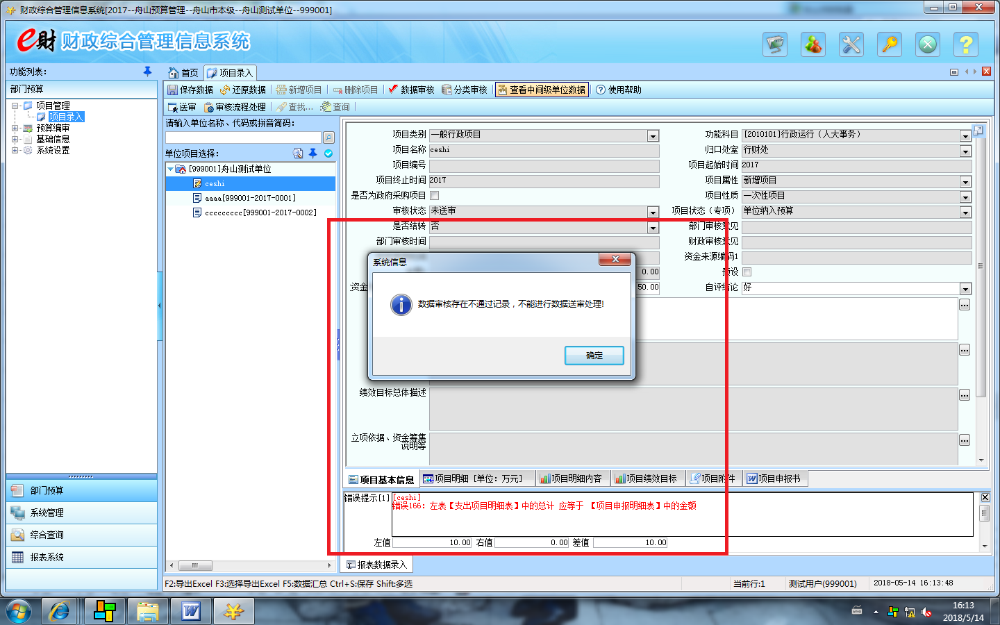 财政综合管理信息系统[2017--舟山预算管理--舟山市本级--舟山测试单位--999001]
e财 财政综合管理信息系统
功能列表:
首页 项目录入
部门预算
保存数据 还原数据 新增项目 删除项目 数据审核 分类审核 查看中间级单位数据 使用帮助
送审 审核流程处理 查找... 查询
项目管理
项目录入
预算编审
基础信息
系统设置
部门预算
系统管理
综合查询
报表系统
请输入单位名称、代码或拼音简码:
单位项目选择:
[999001]舟山测试单位
ceshi
aaaa[999001-2017-0001]
ccccccccc[999001-2017-0002]
项目类别 一般行政项目 功能科目 [2010101]行政运行（人大事务）
项目名称 ceshi 归口处室 行财处
项目编号 项目起始时间 2017
项目终止时间 2017 项目属性 新增项目
是否为政府采购项目 项目性质 一次性项目
审核状态 未送审 项目状态（专项） 单位纳入预算
是否结转 否 部门审核意见
部门审核时间 财政审核意见
资金来源编码1
0.00 预设
资金 50.00 自评结论 好
系统信息
数据审核存在不通过记录，不能进行数据送审处理!
确定
绩效目标总体描述
立项依据、资金筹集
说明等
项目基本信息 项目明细 [单位: 万元] 项目明细内容 项目绩效目标 项目附件 项目申报书
错误提示[1] [ceshi]
错误166: 左表【支出项目明细表】中的总计 应等于 【项目申报明细表】中的金额
左值 10.00 右值 0.00 差值 10.00
报表数据录入
F2:导出Excel F3:选择导出Excel F5:数据汇总 Ctrl+S:保存 Shift:多选 当前行:1 测试用户(999001) 2018-05-14 16:13:48
16:13
2018/5/14